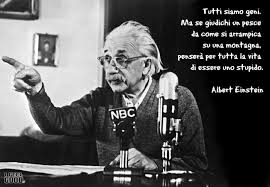 Tutti siamo geni.
Ma se giudichi un pesce
da come si arrampica
su una montagna,
penserà per tutta la vita
di essere uno stupido.
Albert Einstein
NBC